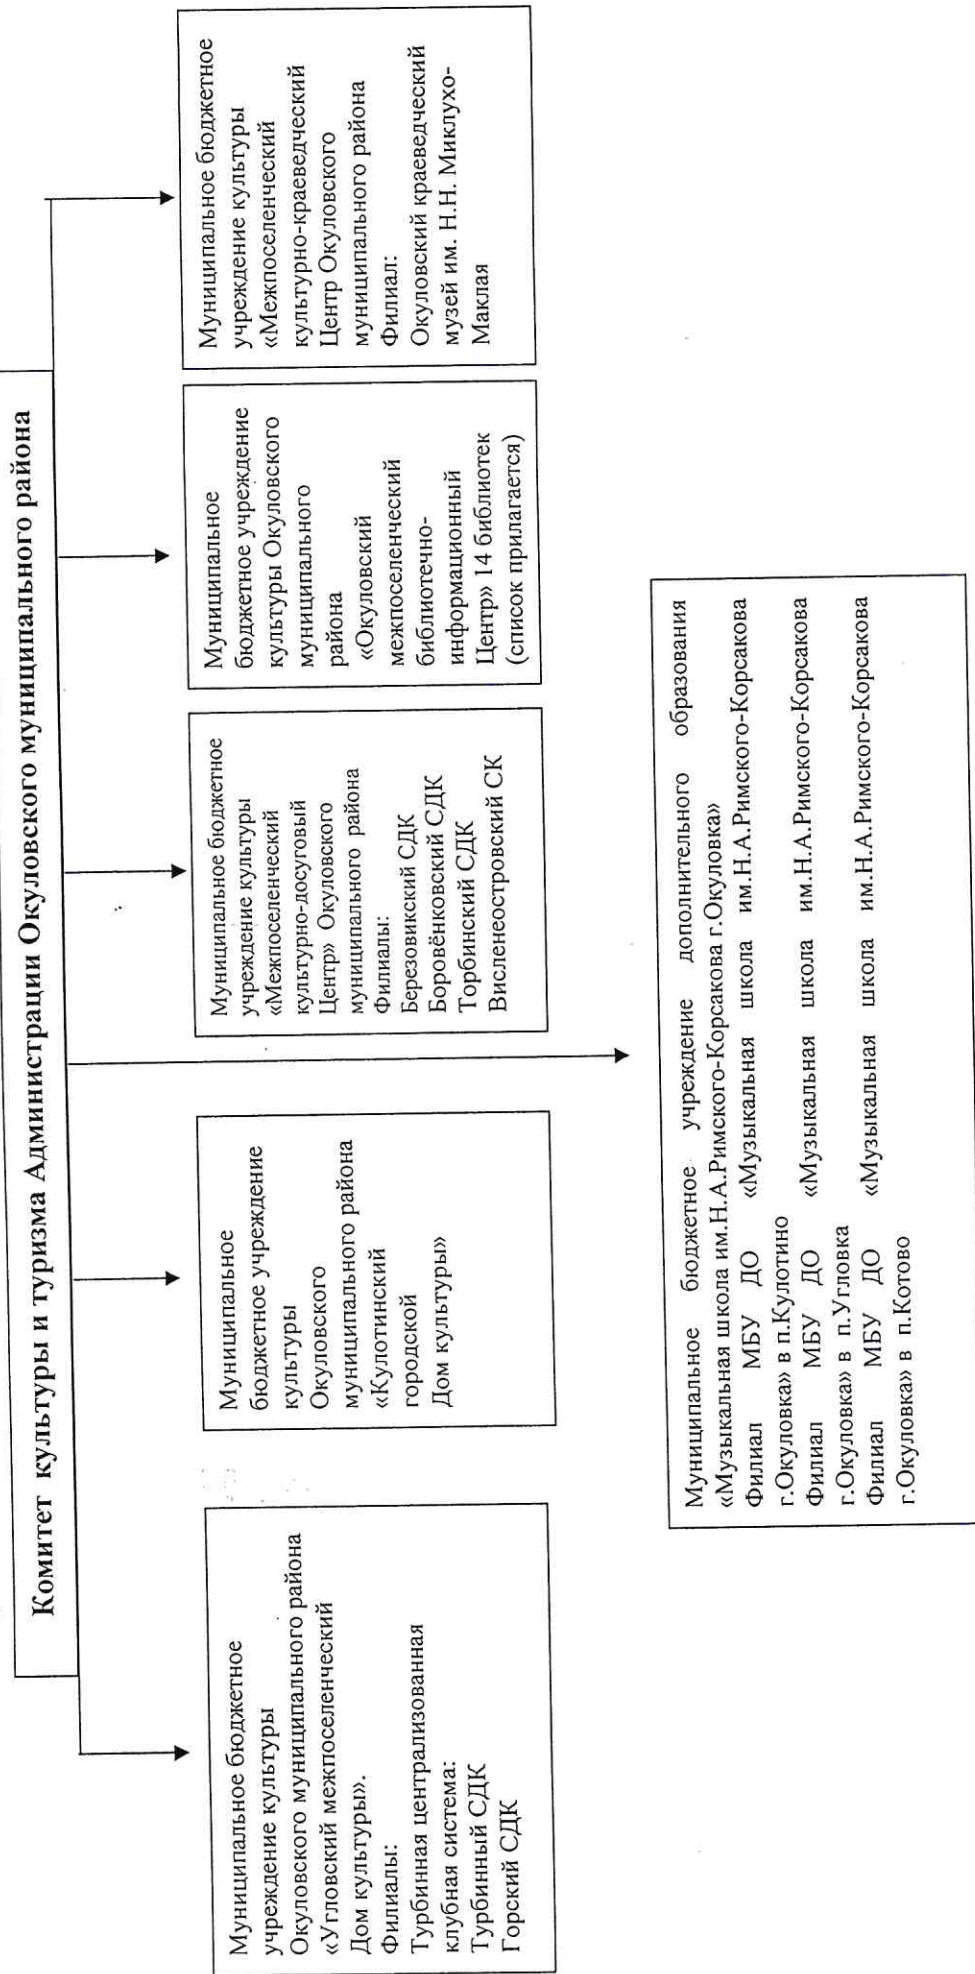 Комитет культуры и туризма Администрации Окуловского муниципального района
Муниципальное бюджетное
учреждение культуры
Окуловского муниципального района
«Угловский межпоселенческий
Дом культуры».
Филиалы:
Турбинная централизованная
клубная система:
Турбинный СДК
Горский СДК
Муниципальное
бюджетное учреждение
культуры
Окуловского
муниципального района
«Кулотинский
городской
Дом культуры»
Муниципальное бюджетное
учреждение культуры
«Межпоселенческий
культурно-досуговый
Центр» Окуловского
муниципального района
Филиалы:
Березовикский СДК
Боровёнковский СДК
Торбинский СДК
Висленеостровский СК
Муниципальное
бюджетное учреждение
культуры Окуловского
муниципального
района
«Окуловский
межпоселенческий
библиотечно-
информационный
Центр» 14 библиотек
(список прилагается)
Муниципальное бюджетное
учреждение культуры
«Межпоселенческий
культурно-краеведческий
Центр Окуловского
муниципального района
Филиал:
Окуловский краеведческий
музей им. Н.Н. Миклухо-
Маклая
Муниципальное бюджетное учреждение дополнительного образования
«Музыкальная школа им.Н.А.Римского-Корсакова г.Окуловка»
Филиал МБУ ДО «Музыкальная школа им.Н.А.Римского-Корсакова
г.Окуловка» в п.Кулотино
Филиал МБУ ДО «Музыкальная школа им.Н.А.Римского-Корсакова
г.Окуловка» в п.Угловка
Филиал МБУ ДО «Музыкальная школа им.Н.А.Римского-Корсакова
г.Окуловка» в п.Котово